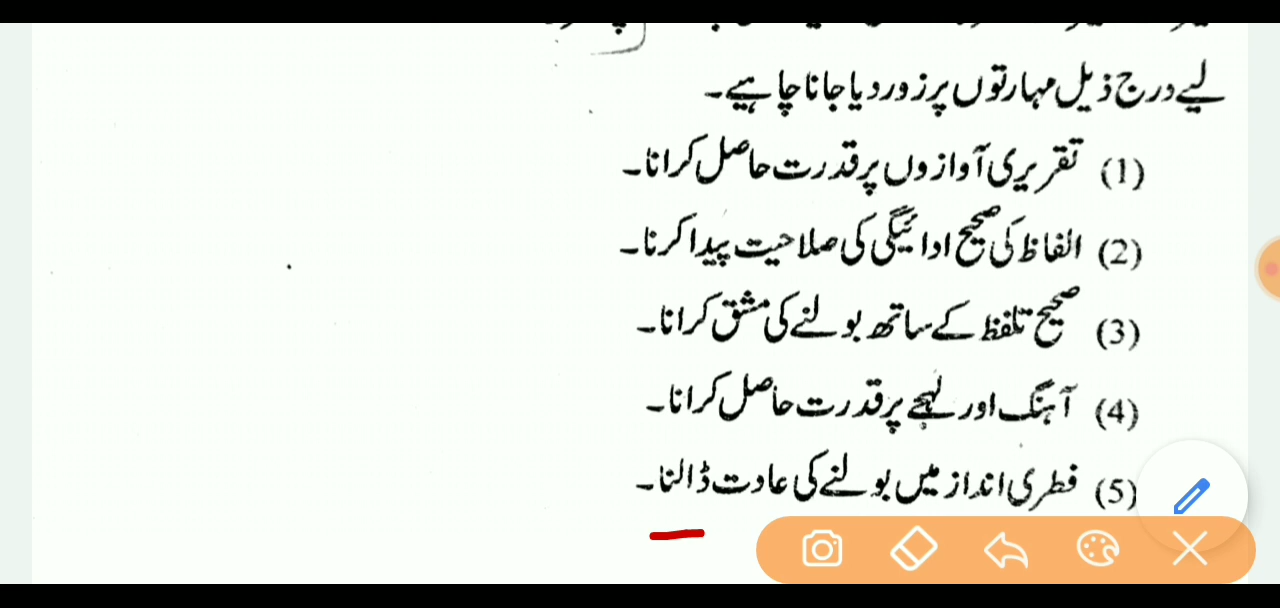 لیے درج ذیل مہارتوں پر زور دیا جانا چاہیے۔
(1) تقریری آوازوں پر قدرت حاصل کرانا۔
(2) الفاظ کی صحیح ادائیگی کی صلاحیت پیدا کرنا۔
(3) صحیح تلفظ کے ساتھ بولنے کی مشق کرانا۔
(4) آہنگ اور لہجے پر قدرت حاصل کرانا۔
(5) فطری انداز میں بولنے کی عادت ڈالنا۔